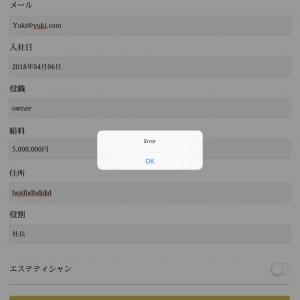 メール
Yuki@yuki.com
入社日
2018年04月06日
役職
owner
給料
5,000,000円
Error
OK
住所
hejdhdhdjdjd
役割
社長
エステティシャン